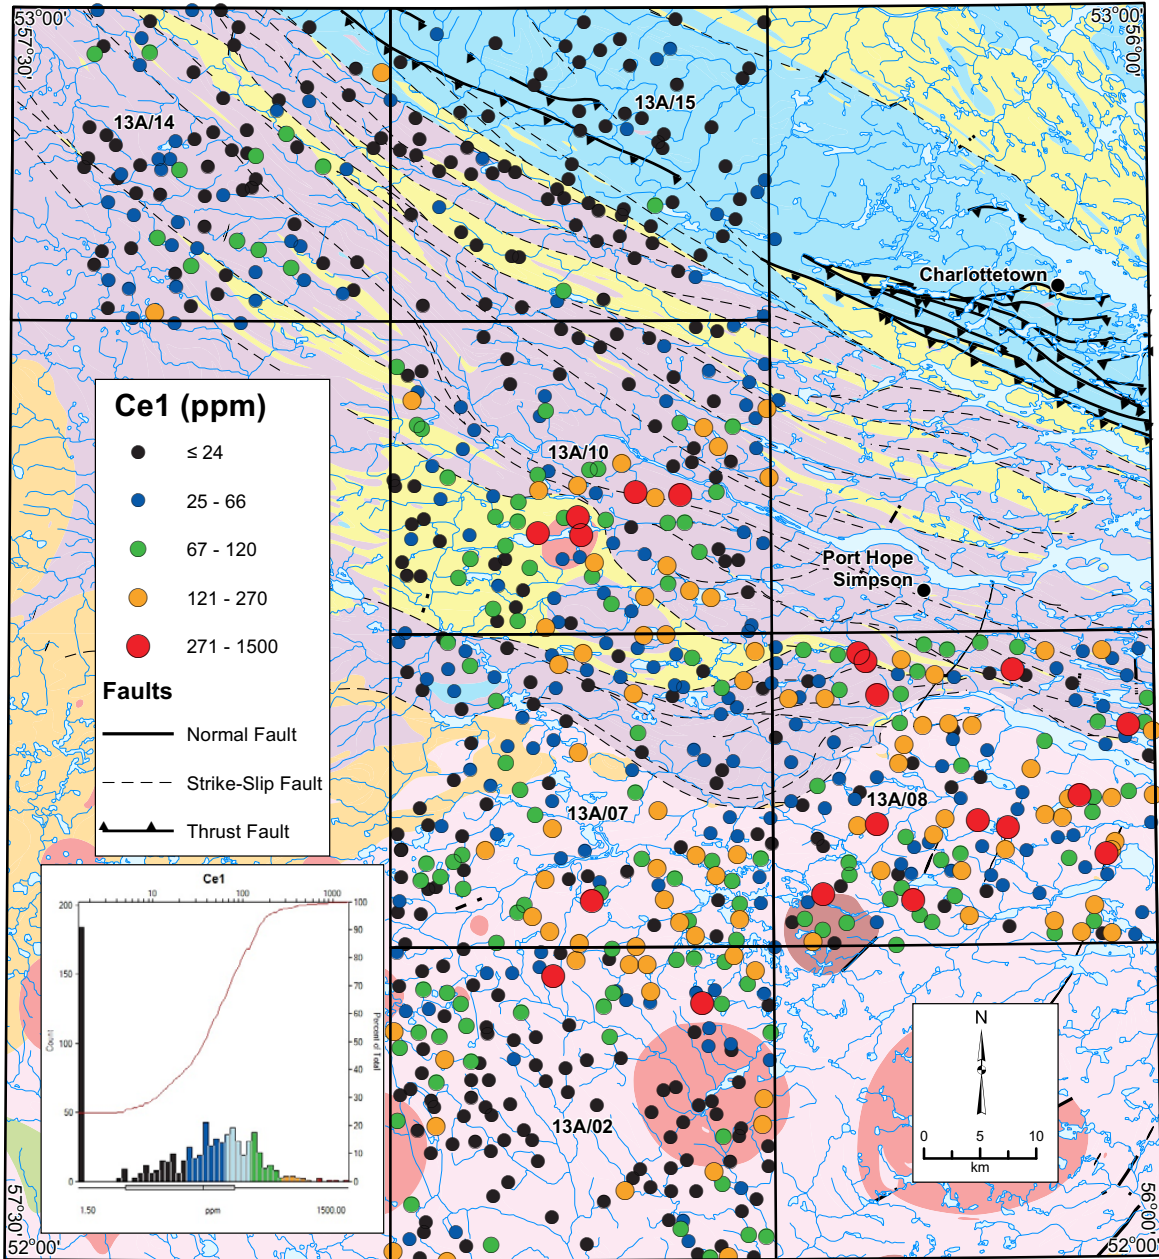 53°00'
57°30'
53°00'
56°00'
13A/14
13A/15
Charlottetown
13A/10
Port Hope
Simpson
Ce1 (ppm)
≤ 24
25 - 66
67 - 120
121 - 270
271 - 1500
Faults
Normal Fault
Strike-Slip Fault
Thrust Fault
13A/07
13A/08
13A/02
Ce1
10 100 1000
200
150
100
50
0
Count
100
90
80
70
60
50
40
30
20
10
0
Percent of Total
1.50 ppm 1500.00
N
0 5 10
km
57°30'
52°00'
56°00'
52°00'